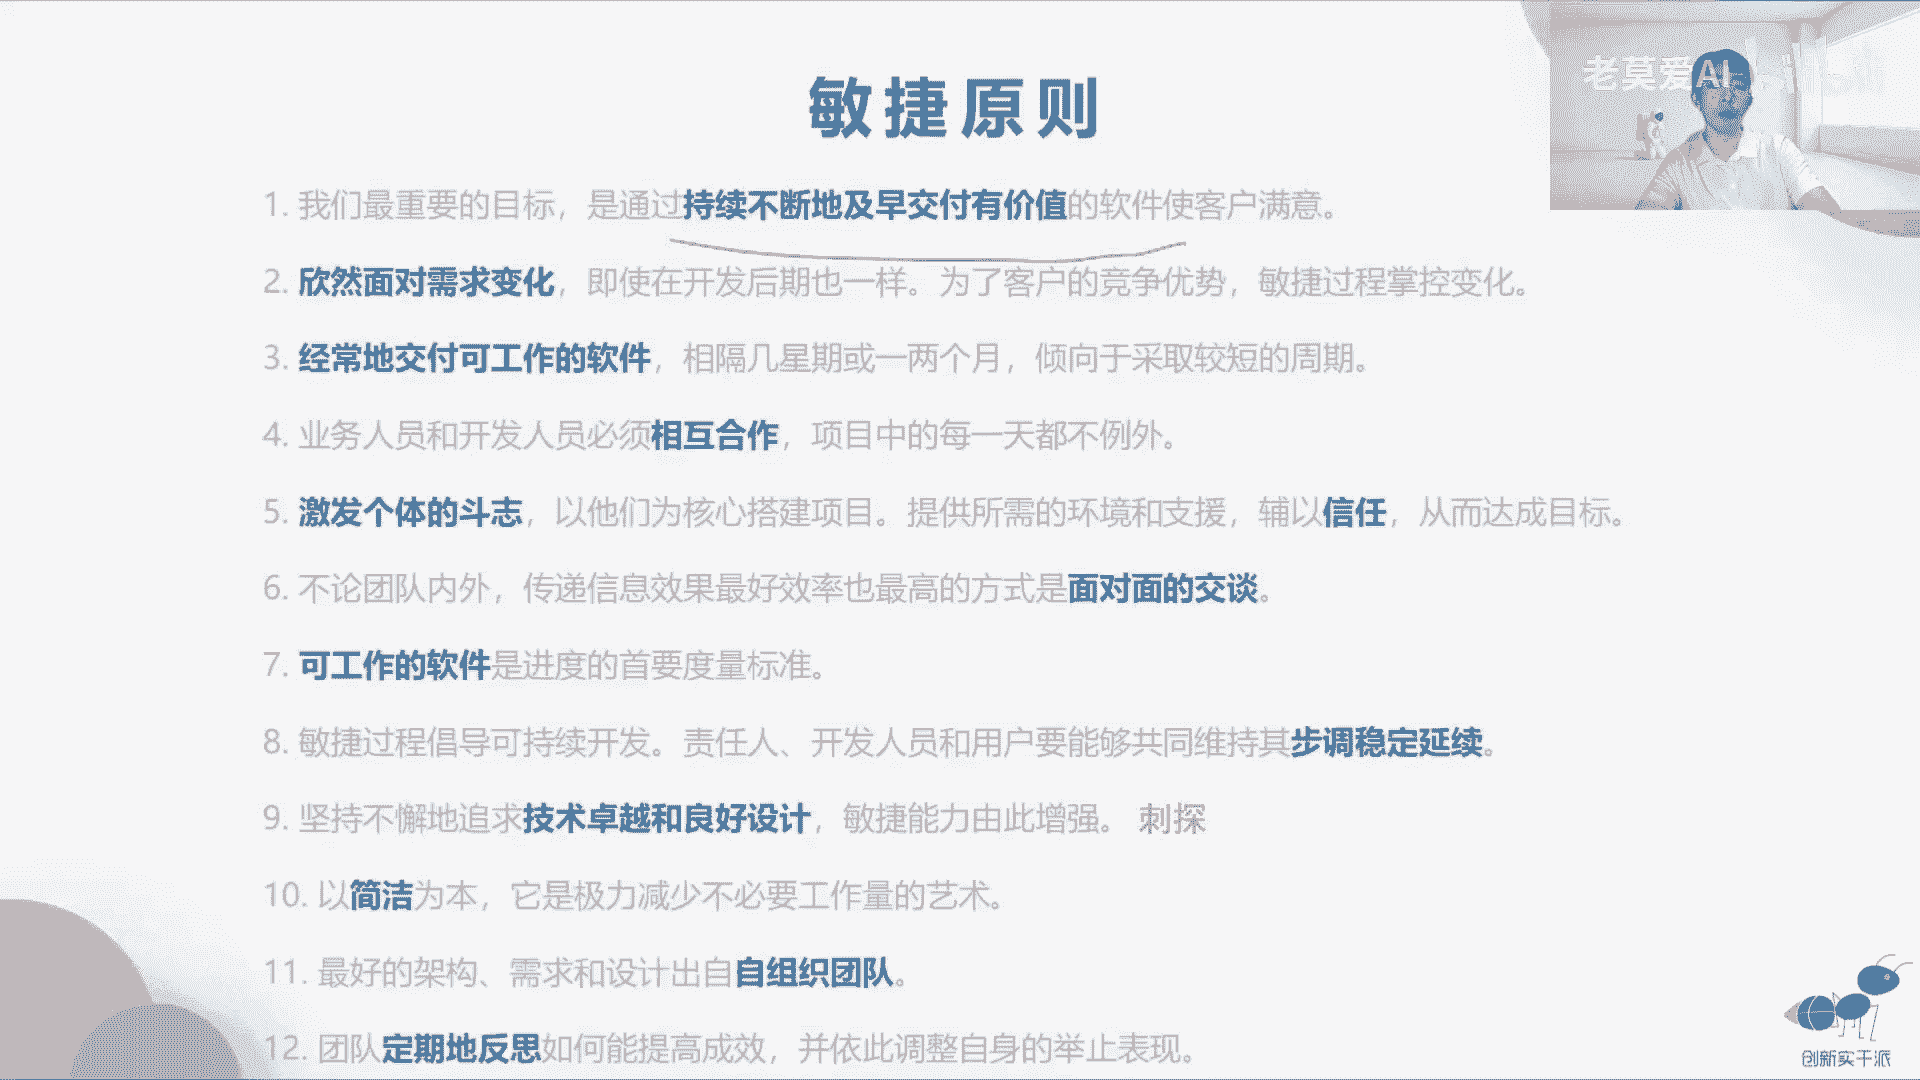 敏捷原则
老莫爱AI
1. 我们最重要的目标，是通过持续不断地及早交付有价值的软件使客户满意。
2. 欣然面对需求变化，即使在开发后期也一样。为了客户的竞争优势，敏捷过程掌控变化。
3. 经常地交付可工作的软件，相隔几星期或一两个月，倾向于采取较短的周期。
4. 业务人员和开发人员必须相互合作，项目中的每一天都不例外。
5. 激发个体的斗志，以他们为核心搭建项目。提供所需的环境和支援，辅以信任，从而达成目标。
6. 不论团队内外，传递信息效果最好效率也最高的方式是面对面的交谈。
7. 可工作的软件是进度的首要度量标准。
8. 敏捷过程倡导可持续开发。责任人、开发人员和用户要能够共同维持其步调稳定延续。
9. 坚持不懈地追求技术卓越和良好设计，敏捷能力由此增强。 刺探
10. 以简洁为本，它是极力减少不必要工作量的艺术。
11. 最好的架构、需求和设计出自自组织团队。
12. 团队定期地反思如何能提高成效，并依此调整自身的举止表现。
创新实干派